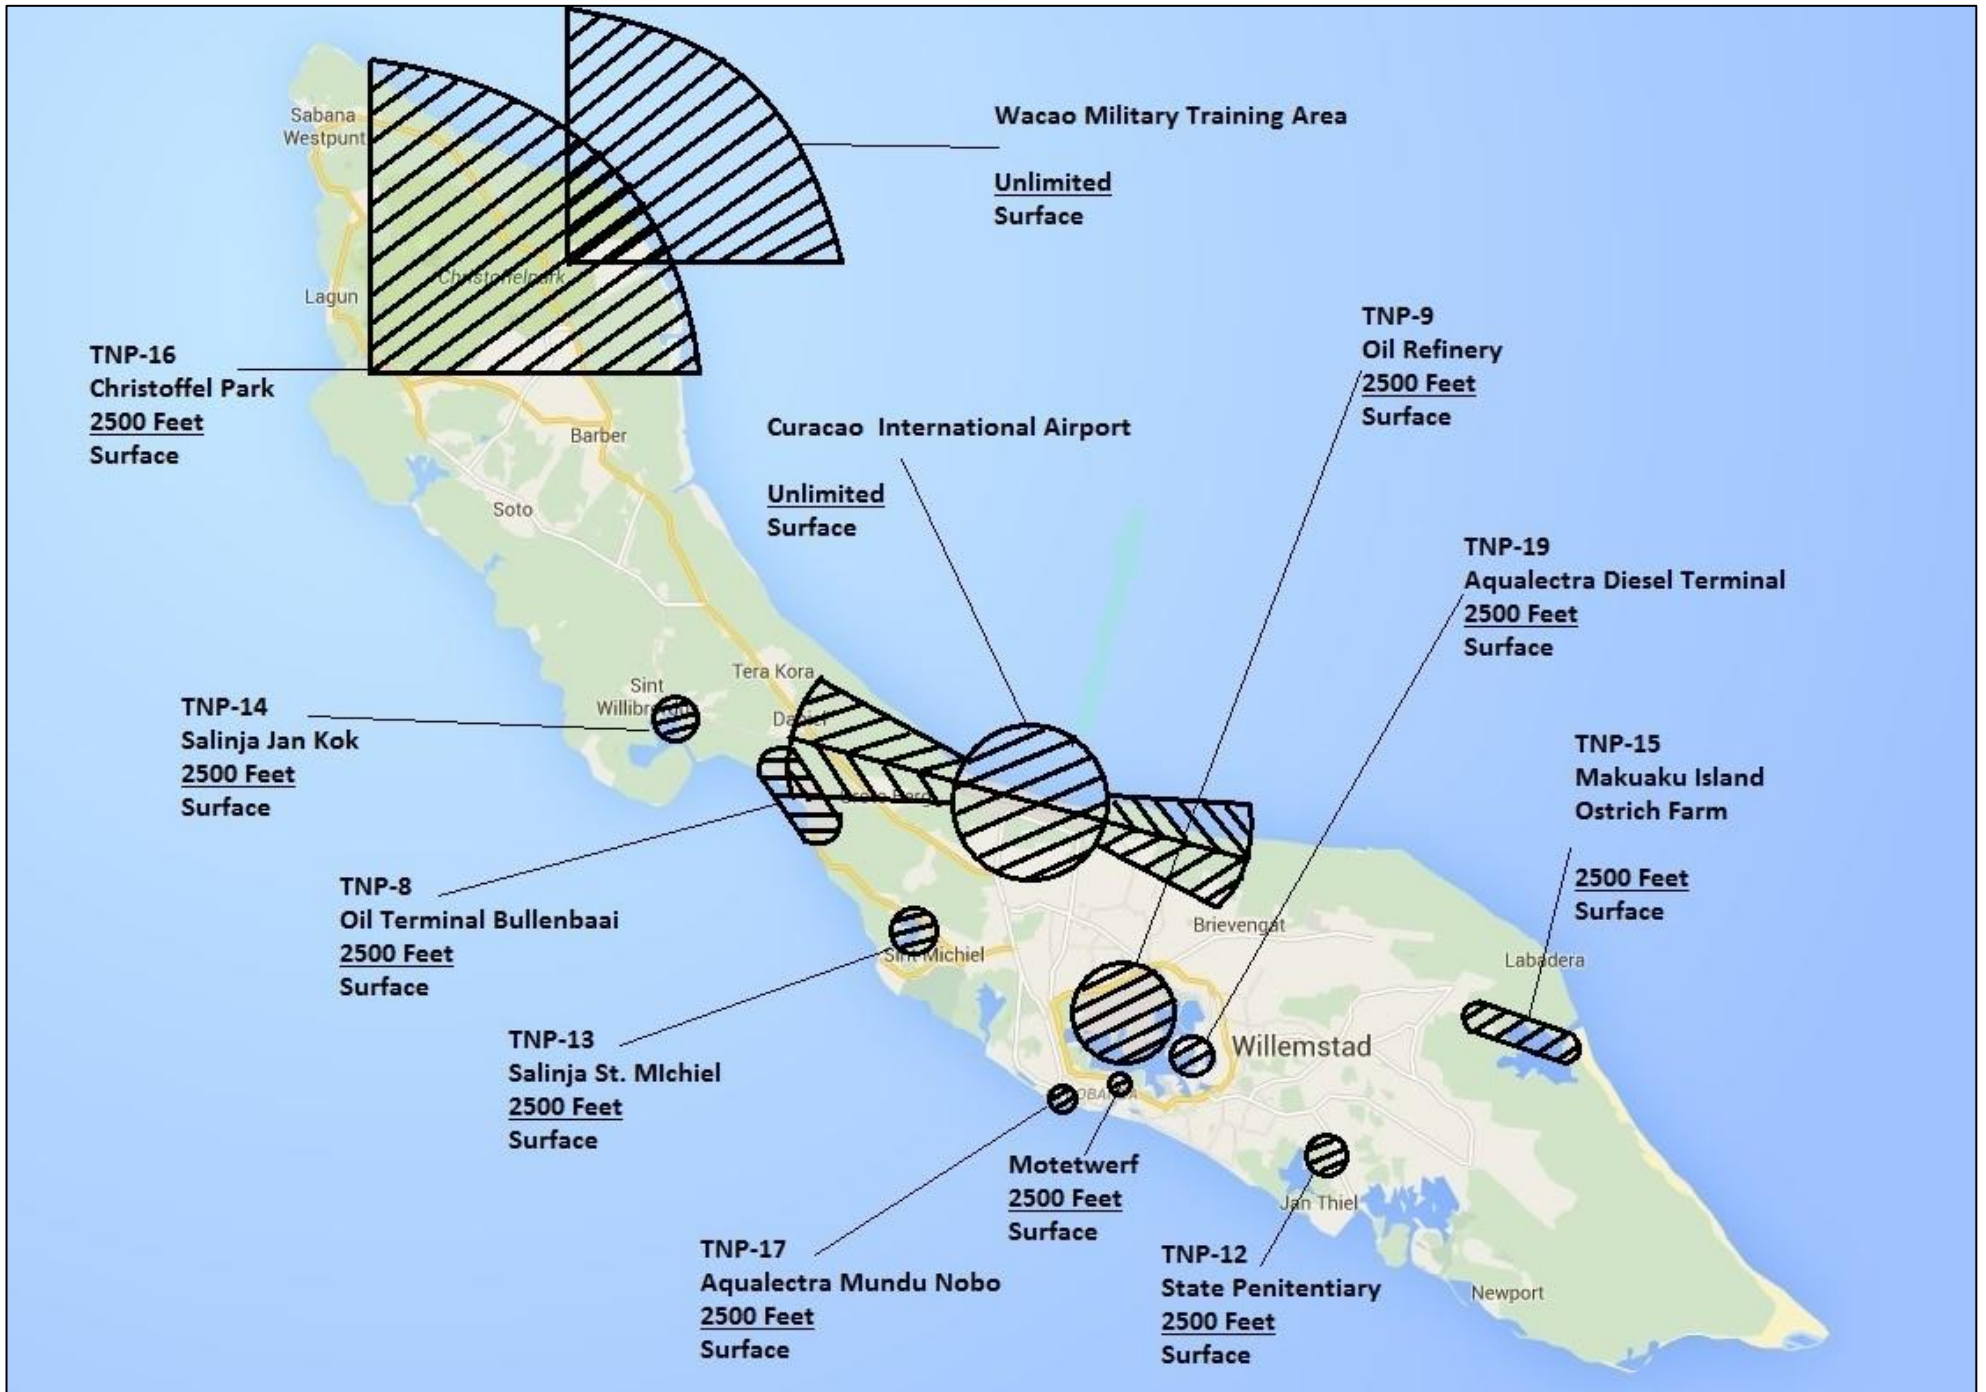 Wacao Military Training Area
Unlimited
Surface
Sabana
Westpunt
Christoffelpark
Lagun
TNP-16
Christoffel Park
2500 Feet
Surface
TNP-9
Oil Refinery
2500 Feet
Surface
Barber
Curacao International Airport
Unlimited
Surface
Soto
TNP-19
Aqualectra Diesel Terminal
2500 Feet
Surface
Tera Kora
Sint
TNP-14
Salinja Jan Kok
2500 Feet
Surface
TNP-15
Makuaku Island
Ostrich Farm
2500 Feet
Surface
TNP-8
Oil Terminal Bullenbaai
2500 Feet
Surface
Brievengat
Sint Michiel
Labadera
TNP-13
Salinja St. MIchiel
2500 Feet
Surface
Willemstad
Motetwerf
2500 Feet
Surface
Jan Thiel
TNP-17
Aqualectra Mundu Nobo
2500 Feet
Surface
TNP-12
State Penitentiary
2500 Feet
Surface
Newport